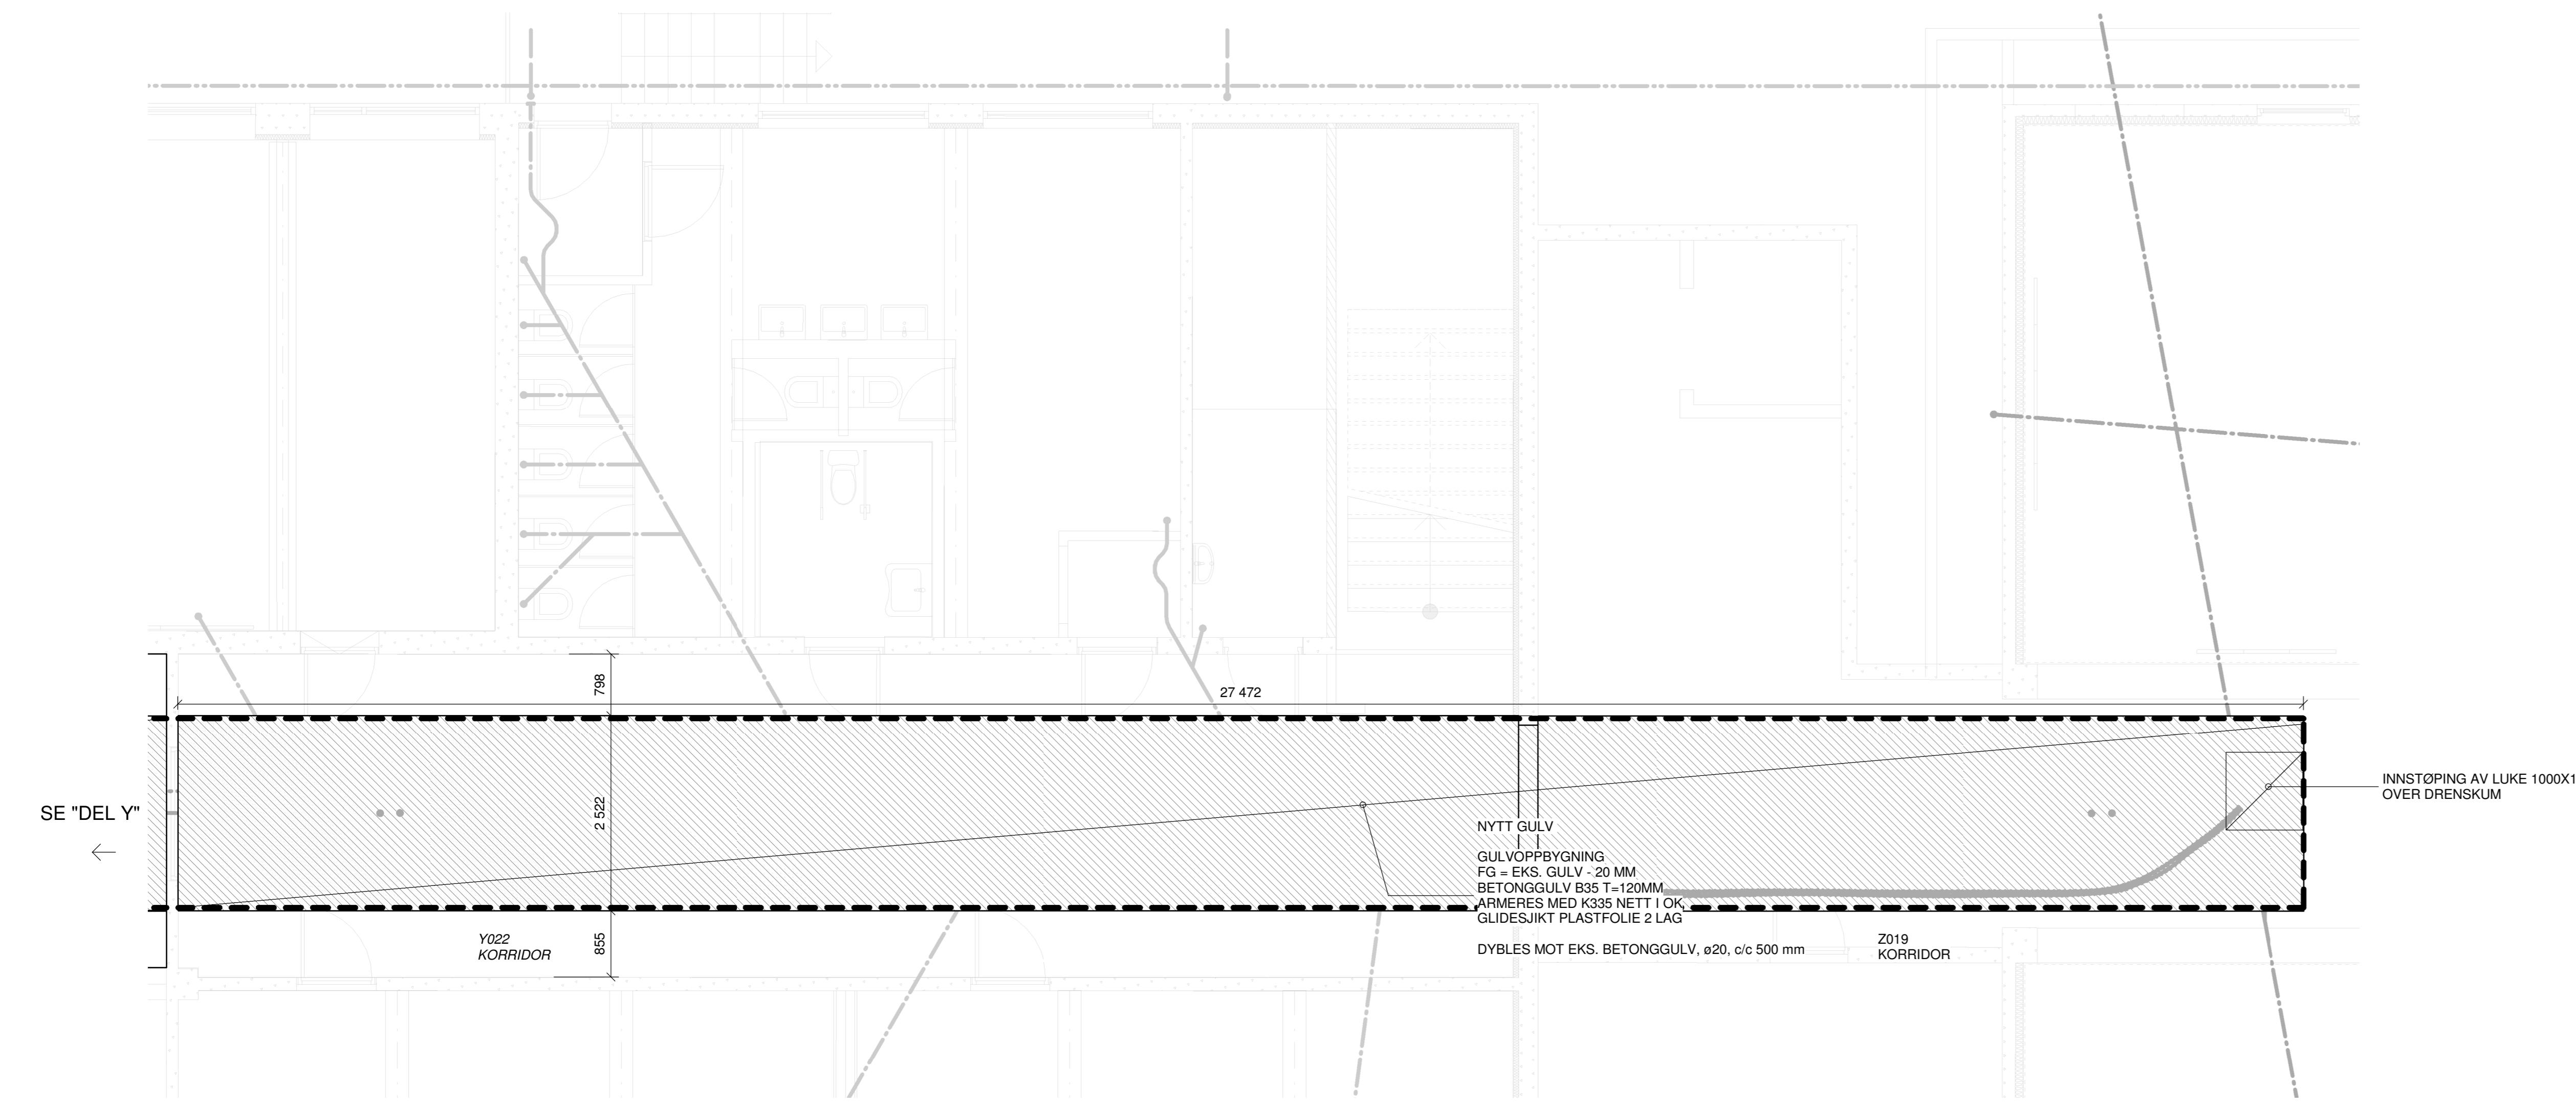 798
27 472
SE "DEL Y"
2 522
INNSTØPING AV LUKE 1000X1
OVER DRENSKUM
NYTT GULV
GULVOPPBYGNING
FG = EKS. GULV - 20 MM
BETONGGULV B35 T=120MM
ARMERES MED K335 NETT I OK
GLIDESJIKT PLASTFOLIE 2 LAG
DYBLES MOT EKS. BETONGGULV, ø20, c/c 500 mm
Y022
KORRIDOR
855
Z019
KORRIDOR